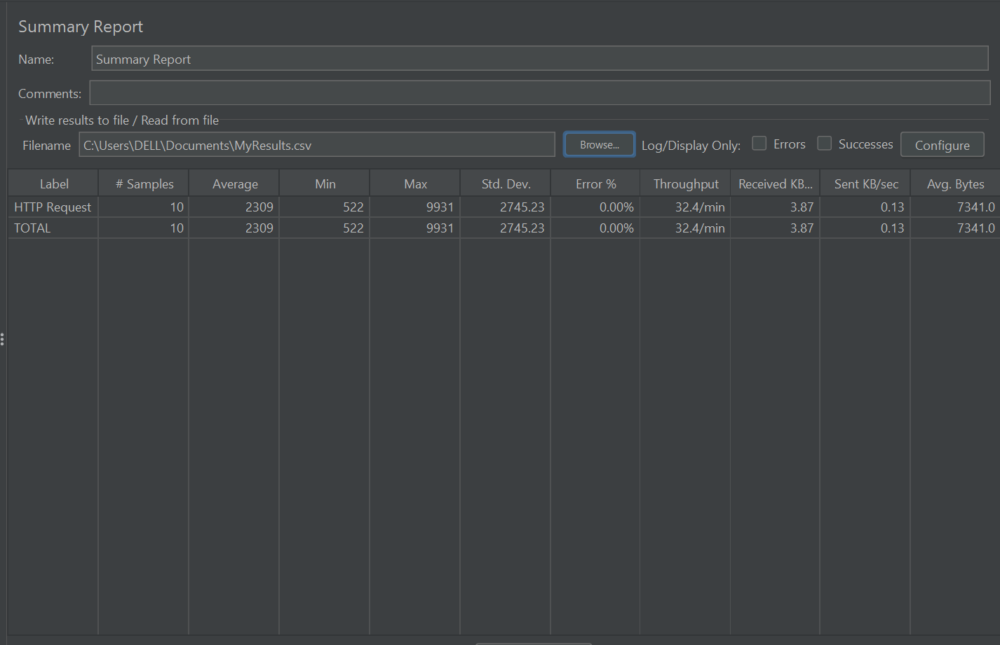 Summary Report
Name: Summary Report
Comments:
Write results to file / Read from file
Filename C:\Users\DELL\Documents\MyResults.csv Browse... Log/Display Only: Errors Successes Configure
Label # Samples Average Min Max Std. Dev. Error % Throughput Received KB... Sent KB/sec Avg. Bytes
HTTP Request 10 2309 522 9931 2745.23 0.00% 32.4/min 3.87 0.13 7341.0
TOTAL 10 2309 522 9931 2745.23 0.00% 32.4/min 3.87 0.13 7341.0